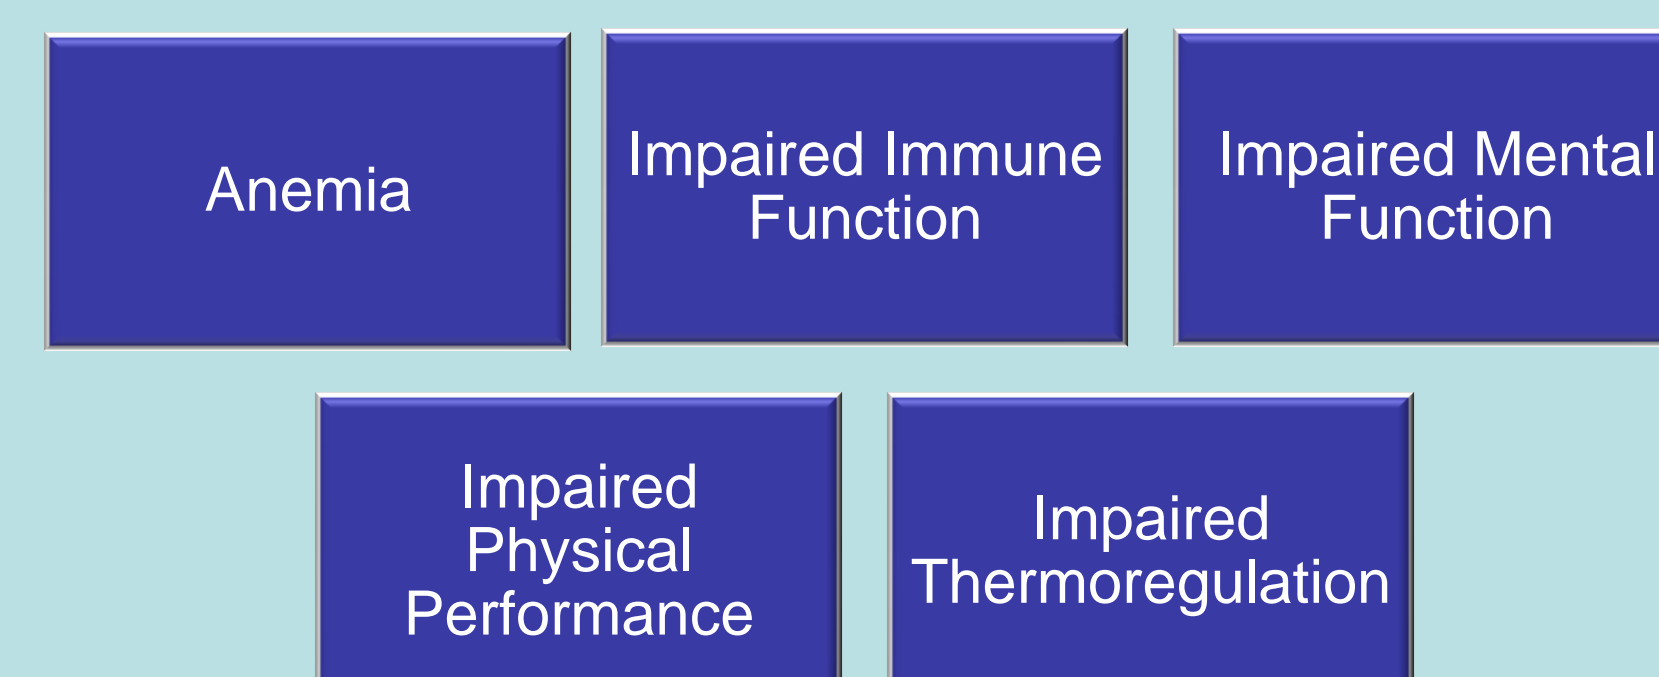 Anemia
Impaired Immune
Function
Impaired Mental
Function
Impaired
Physical
Performance
Impaired
Thermoregulation